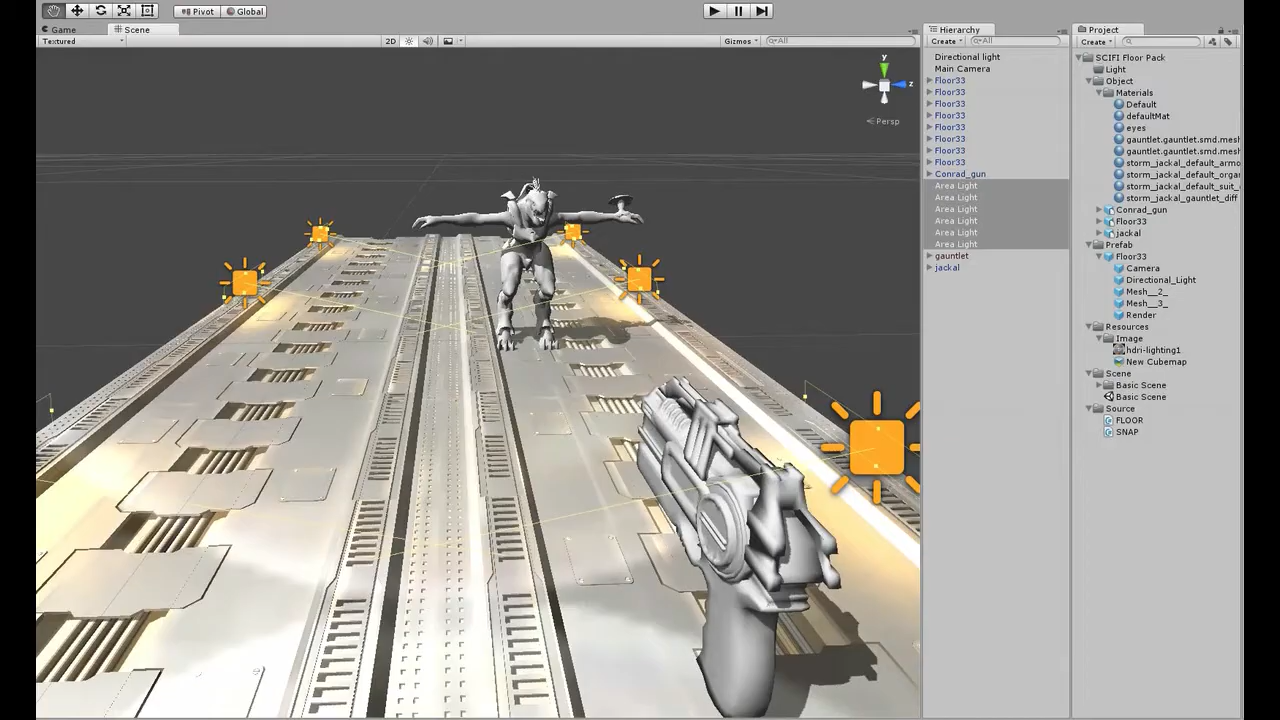 Pivot Global
Game Scene
Textured 2D Gizmos All
y
z
Persp
Hierarchy
Create All
Directional light
Main Camera
Floor33
Floor33
Floor33
Floor33
Floor33
Floor33
Floor33
Floor33
Conrad_gun
Area Light
Area Light
Area Light
Area Light
Area Light
Area Light
gauntlet
jackal
Project
Create
SCIFI Floor Pack
Light
Object
Materials
Default
defaultMat
eyes
gauntlet.gauntlet.smd.mesh
gauntlet.gauntlet.smd.mesh
storm_jackal_default_armo
storm_jackal_default_orga
storm_jackal_default_suit_
storm_jackal_gauntlet_diff
Conrad_gun
Floor33
jackal
Prefab
Floor33
Camera
Directional_Light
Mesh__2_
Mesh__3_
Render
Resources
Image
hdri-lighting1
New Cubemap
Scene
Basic Scene
Basic Scene
Source
FLOOR
SNAP